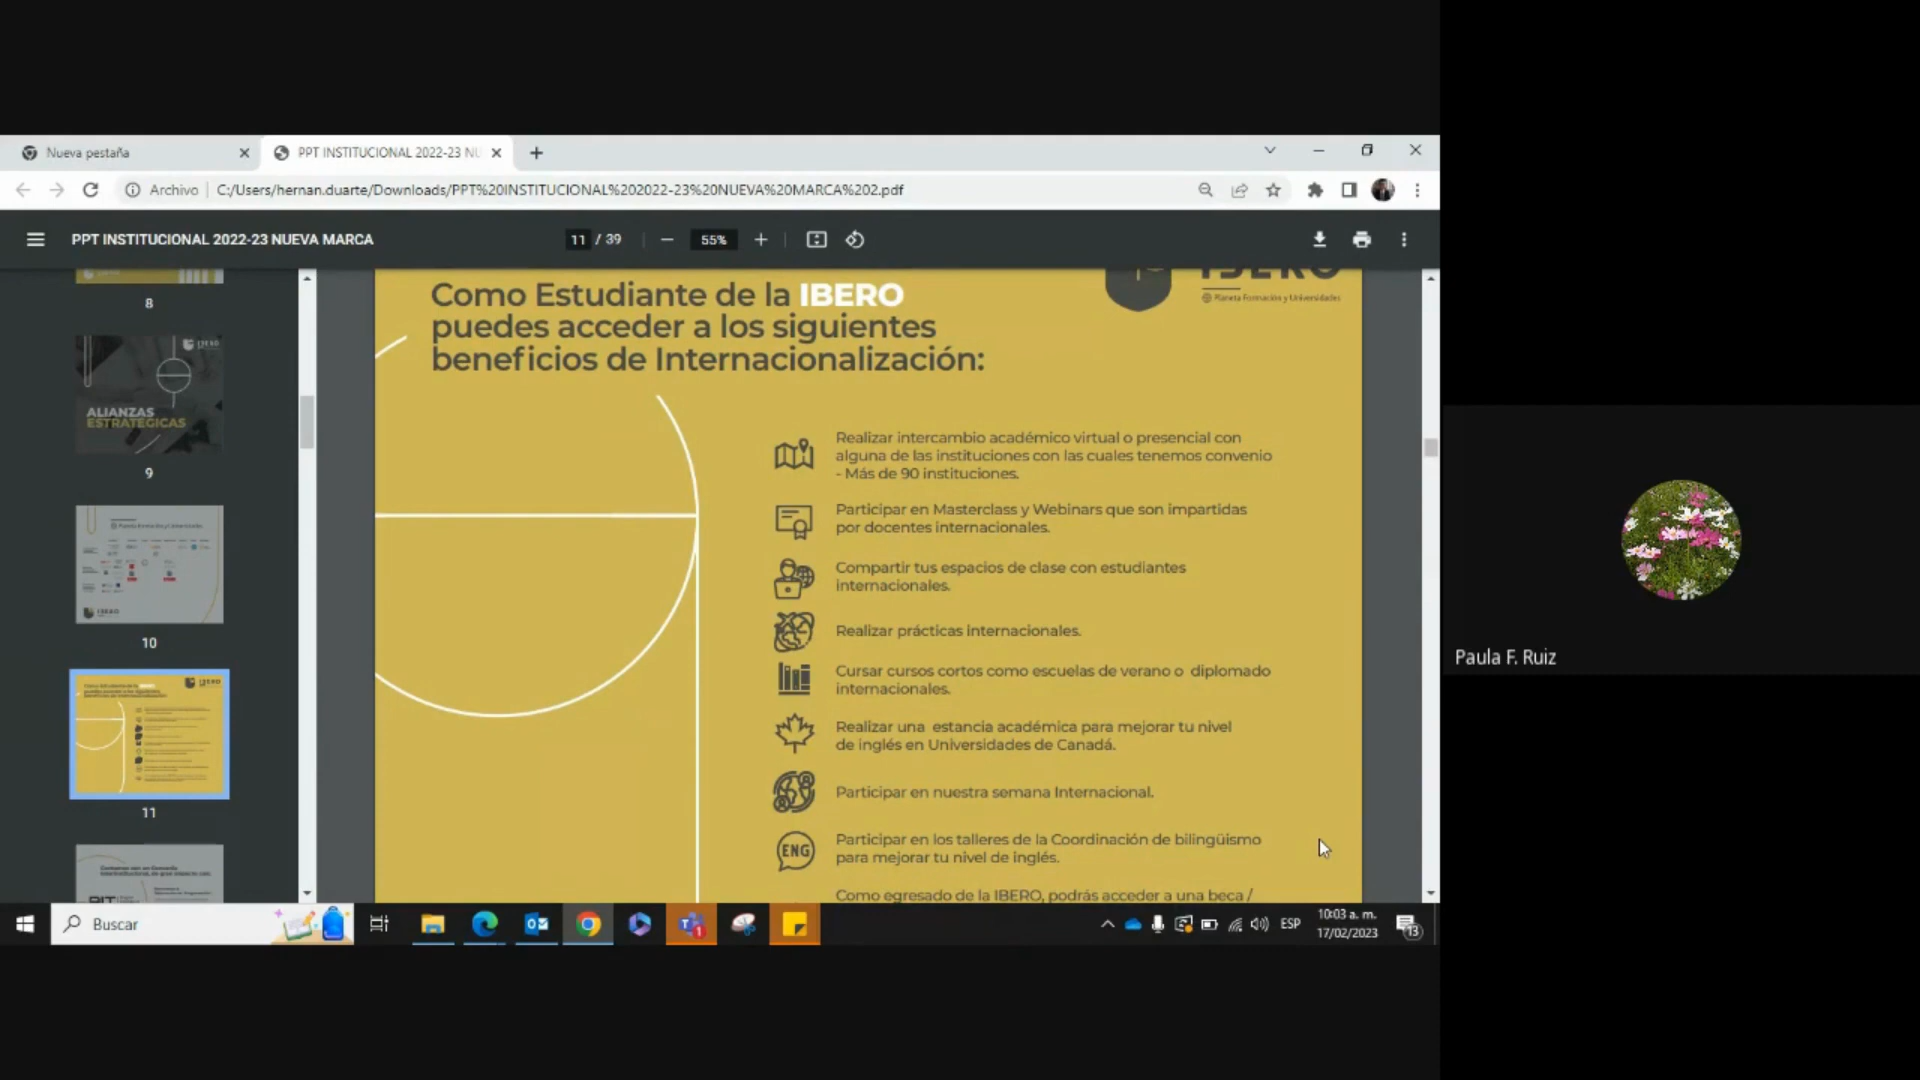 Nueva pestaña
PPT INSTITUCIONAL 2022-23 NU
Archivo
C:/Users/hernan.duarte/Downloads/PPT%20INSTITUCIONAL%202022-23%20NUEVA%20MARCA%202.pdf
PPT INSTITUCIONAL 2022-23 NUEVA MARCA
11 / 39
55%
8
ALIANZAS
ESTRATEGICAS
9
10
11
Como Estudiante de la IBERO
puedes acceder a los siguientes
beneficios de Internacionalización:
IBERO
Planeta Formación y Universidades
Realizar intercambio académico virtual o presencial con
alguna de las instituciones con las cuales tenemos convenio
- Más de 90 instituciones.
Participar en Masterclass y Webinars que son impartidas
por docentes internacionales.
Compartir tus espacios de clase con estudiantes
internacionales.
Realizar prácticas internacionales.
Cursar cursos cortos como escuelas de verano o diplomado
internacionales.
Realizar una estancia académica para mejorar tu nivel
de inglés en Universidades de Canadá.
Participar en nuestra semana Internacional.
ENG
Participar en los talleres de la Coordinación de bilingüismo
para mejorar tu nivel de inglés.
Como egresado de la IBERO, podrás acceder a una beca /
Paula F. Ruiz
Buscar
ESP
10:03 a. m.
17/02/2023
13